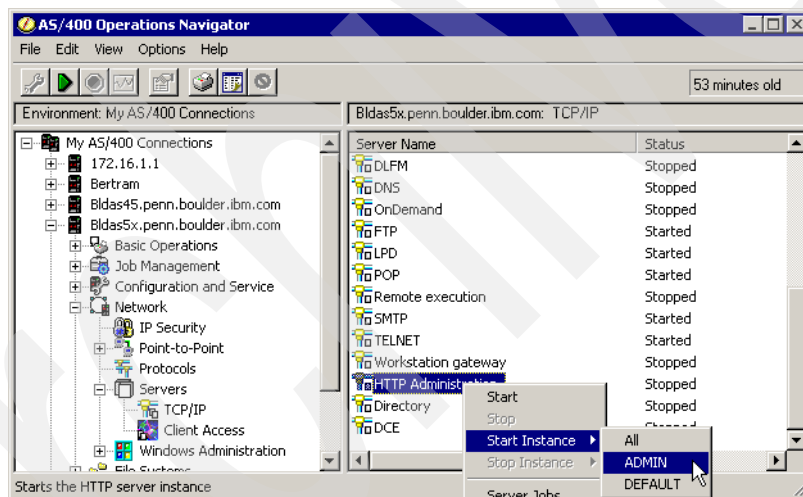 AS/400 Operations Navigator
File Edit View Options Help
53 minutes old
Environment: My AS/400 Connections
Bldas5x.penn.boulder.ibm.com: TCP/IP
My AS/400 Connections
172.16.1.1
Bertram
Bldas45.penn.boulder.ibm.com
Bldas5x.penn.boulder.ibm.com
Basic Operations
Job Management
Configuration and Service
Network
IP Security
Point-to-Point
Protocols
Servers
TCP/IP
Client Access
Windows Administration
File Systems
Server Name Status
DLFM Stopped
DNS Stopped
OnDemand Stopped
FTP Started
LPD Started
POP Started
Remote execution Stopped
SMTP Started
TELNET Started
Workstation gateway Stopped
HTTP Administration Stopped
Directory Stopped
DCE Stopped
Start
Stop
Start Instance
Stop Instance
Server Jobs
All
ADMIN
DEFAULT
Starts the HTTP server instance